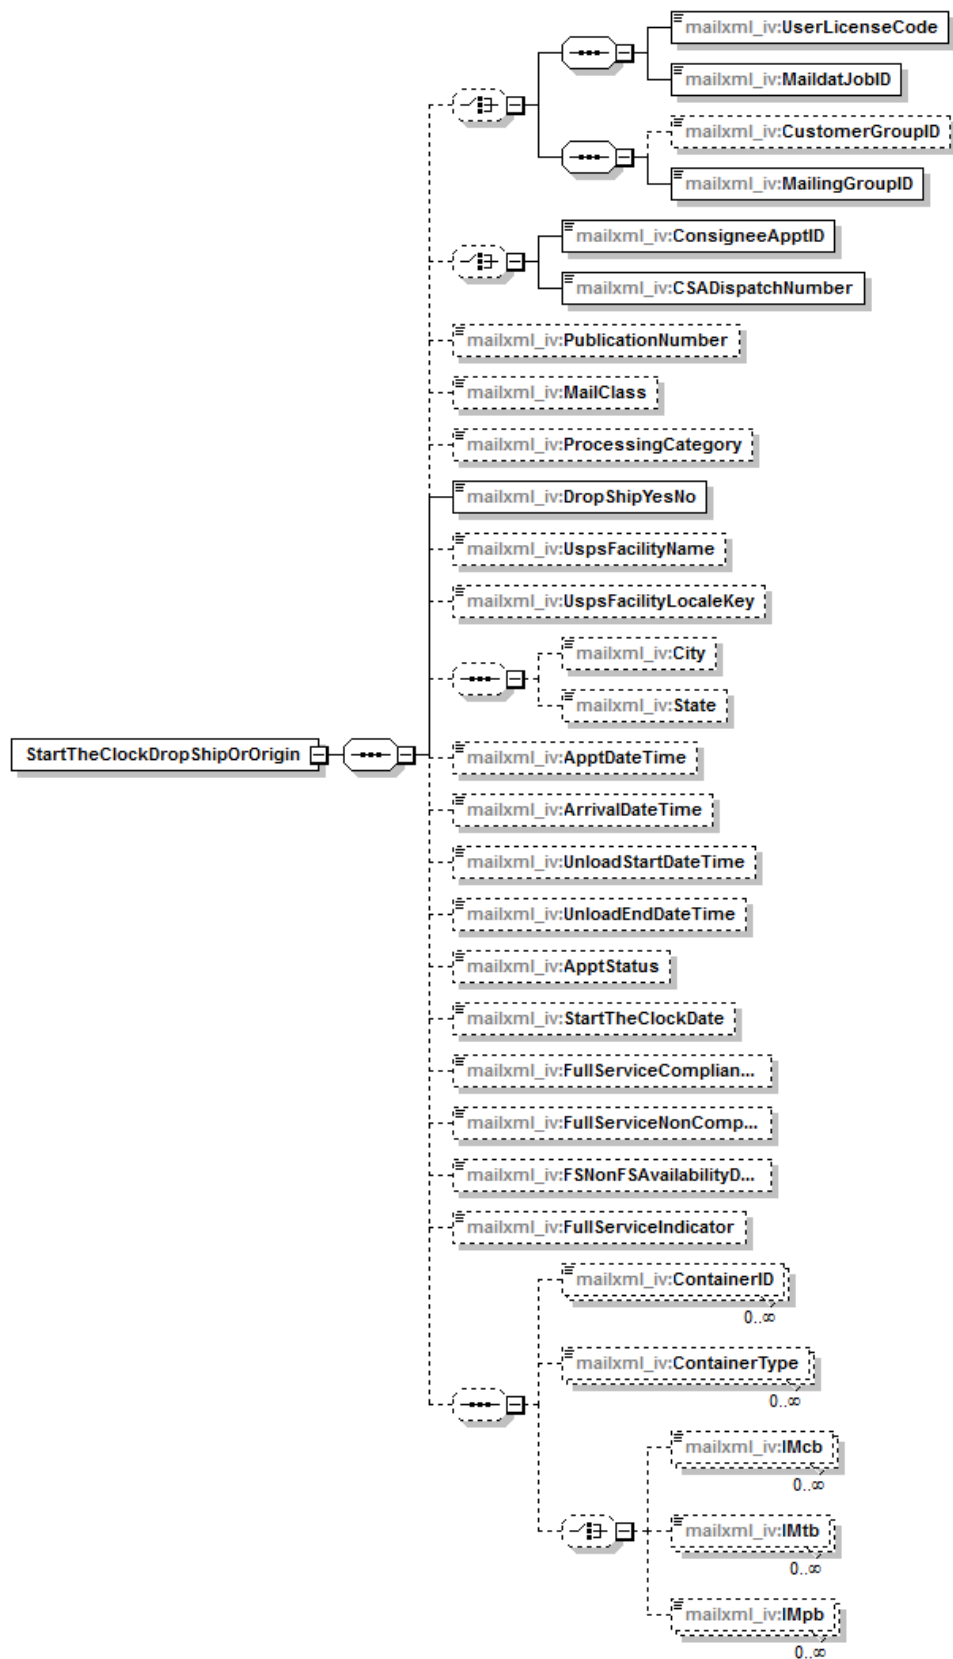 mailxml_iv:UserLicenseCode
mailxml_iv:MaildatJobID
mailxml_iv:CustomerGroupID
mailxml_iv:MailingGroupID
mailxml_iv:ConsigneeApptID
mailxml_iv:CSADispatchNumber
mailxml_iv:PublicationNumber
mailxml_iv:MailClass
mailxml_iv:ProcessingCategory
mailxml_iv:DropShipYesNo
mailxml_iv:UspsFacilityName
mailxml_iv:UspsFacilityLocaleKey
mailxml_iv:City
mailxml_iv:State
StartTheClockDropShipOrOrigin
mailxml_iv:ApptDateTime
mailxml_iv:ArrivalDateTime
mailxml_iv:UnloadStartDateTime
mailxml_iv:UnloadEndDateTime
mailxml_iv:ApptStatus
mailxml_iv:StartTheClockDate
mailxml_iv:FullServiceComplian...
mailxml_iv:FullServiceNonComp...
mailxml_iv:FSNonFSAvailabilityD...
mailxml_iv:FullServiceIndicator
mailxml_iv:ContainerID
0..∞
mailxml_iv:ContainerType
0..∞
mailxml_iv:IMcb
0..∞
mailxml_iv:IMtb
0..∞
mailxml_iv:IMpb
0..∞